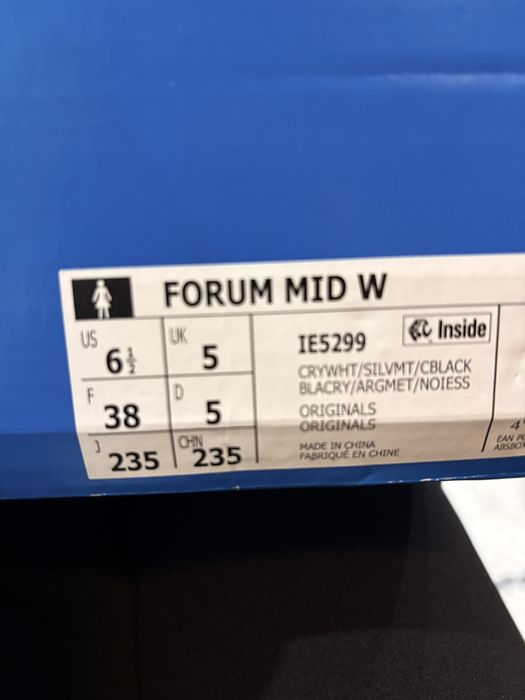 FORUM MID W
US 6½ UK 5
F 38 D 5
J 235 CHN 235
IE5299
Inside
CRYWHT/SILVMT/CBLACK
BLACRY/ARGMET/NOIESS
ORIGINALS
ORIGINALS
MADE IN CHINA
FABRIQUÉ EN CHINE
EAN